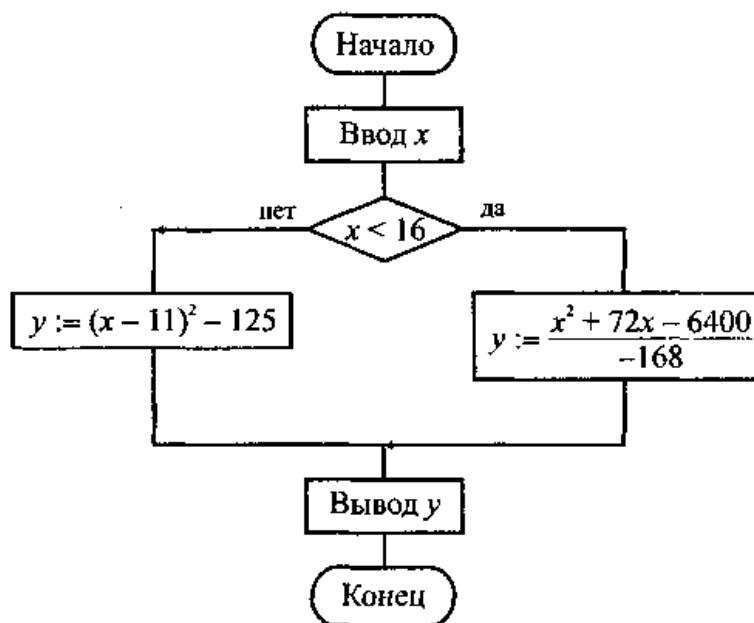 Начало
Ввод x
нет
да
x < 16
y := (x − 11)² − 125
y := x² + 72x − 6400
−168
Вывод y
Конец